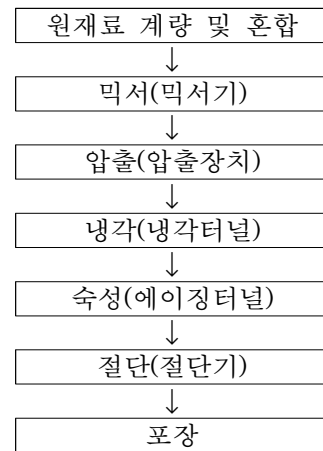 원재료 계량 및 혼합
↓
믹서(믹서기)
↓
압출(압출장치)
↓
냉각(냉각터널)
↓
숙성(에이징터널)
↓
절단(절단기)
↓
포장